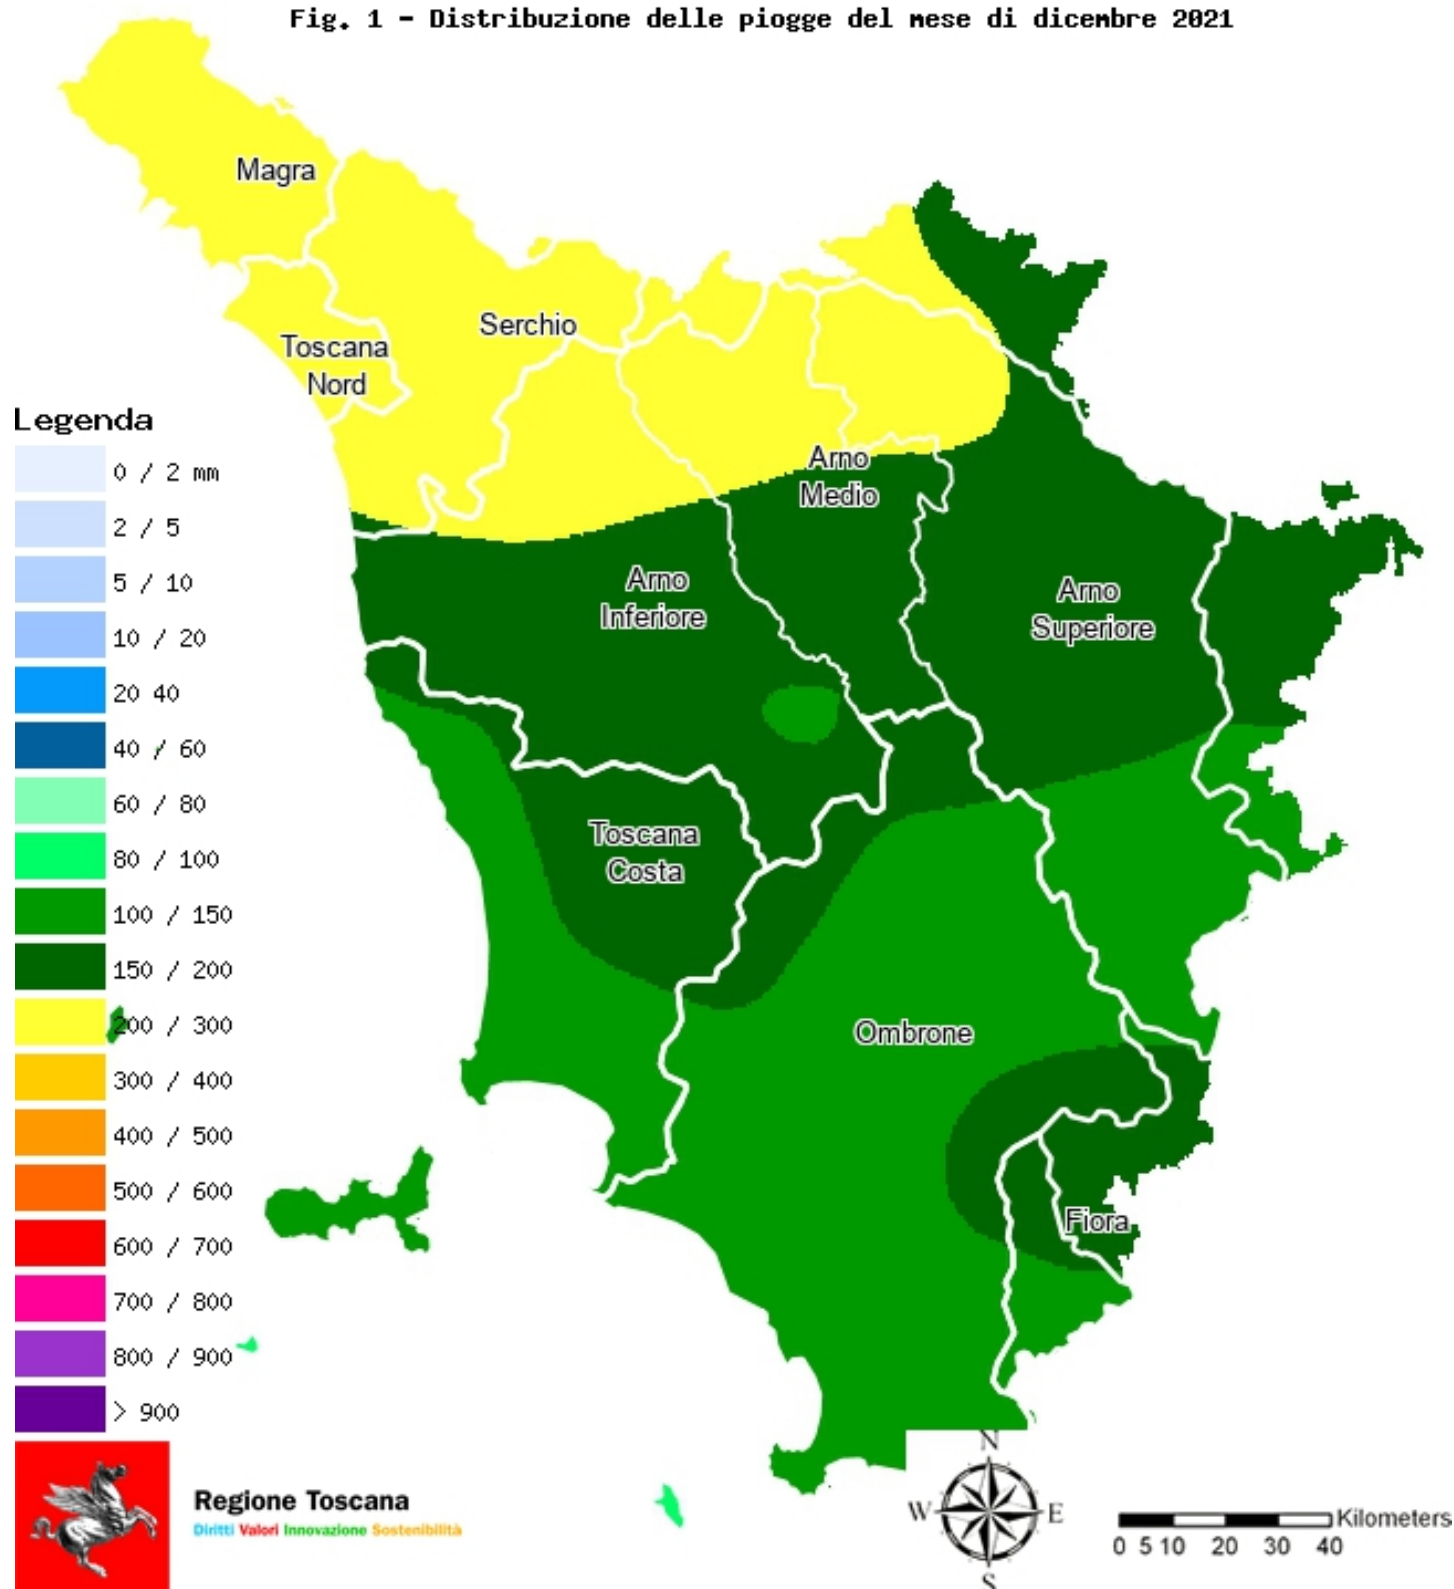 Fig. 1 - Distribuzione delle piogge del mese di dicembre 2021
Magra
Serchio
Toscana
Nord
Arno
Medio
Arno
Inferiore
Arno
Superiore
Toscana
Costa
Ombrone
Fiora
Legenda
0 / 2 mm
2 / 5
5 / 10
10 / 20
20 40
40 / 60
60 / 80
80 / 100
100 / 150
150 / 200
200 / 300
300 / 400
400 / 500
500 / 600
600 / 700
700 / 800
800 / 900
> 900
Regione Toscana
Diritti Valori Innovazione Sostenibilità
N
W E
S
Kilometers
0 5 10 20 30 40